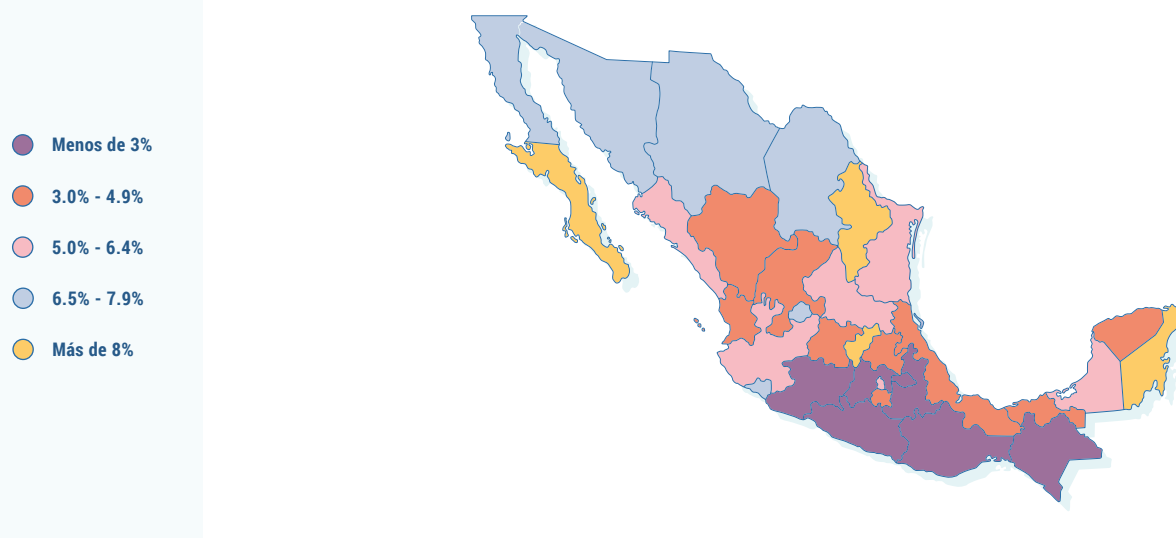 Menos de 3%
3.0% - 4.9%
5.0% - 6.4%
6.5% - 7.9%
Más de 8%